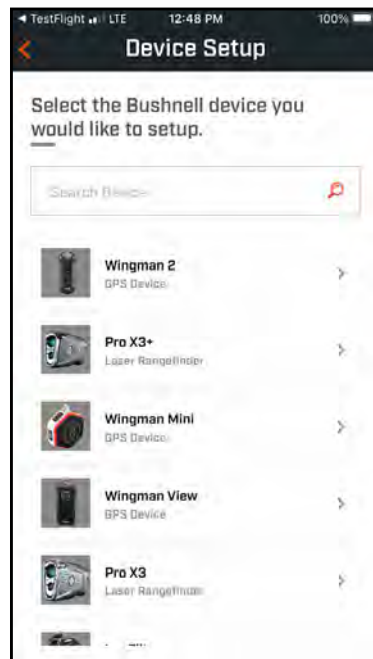 TestFlight LTE 12:48 PM 100%
Device Setup
Select the Bushnell device you
would like to setup.
Search Device
Wingman 2
GPS Device
Pro X3+
Laser Rangefinder
Wingman Mini
GPS Device
Wingman View
GPS Device
Pro X3
Laser Rangefinder